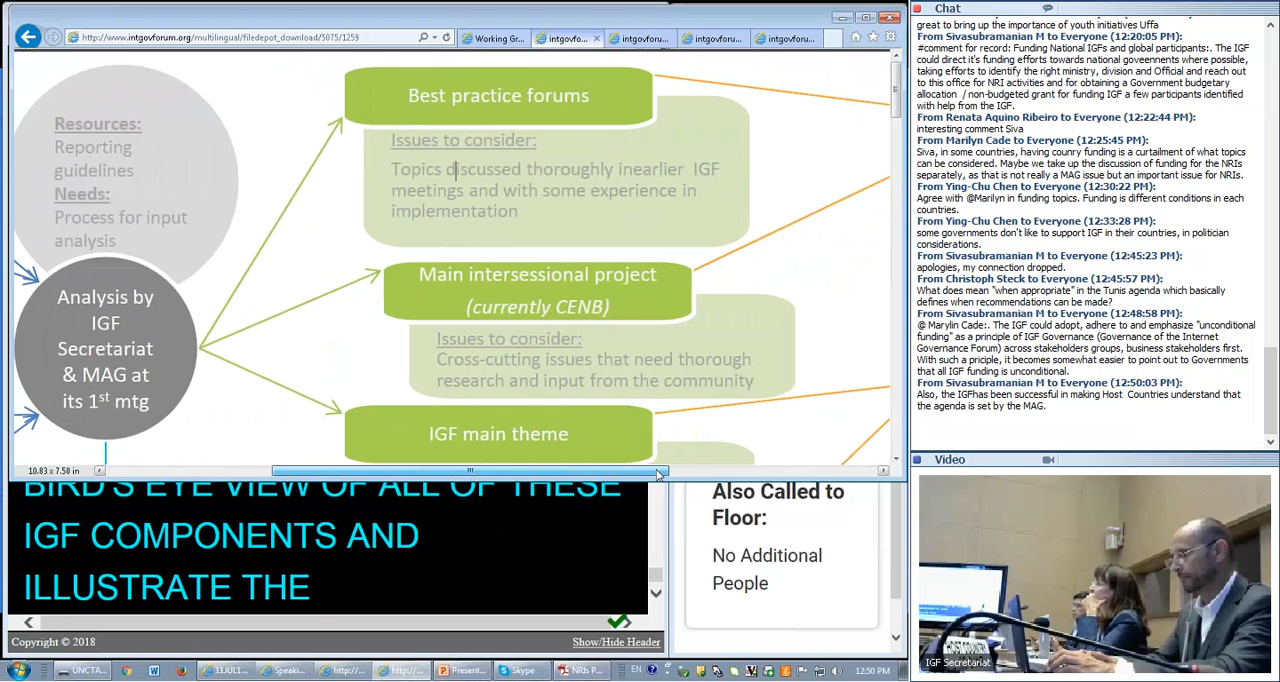 http://www.intgovforum.org/multilingual/filedepot_download/5075/1259
Working Gr...
intgovfo...
intgovforu...
intgovforu...
intgovforu...
Resources:
Reporting
guidelines
Needs:
Process for input
analysis
Analysis by
IGF
Secretariat
& MAG at
its 1st mtg
Best practice forums
Issues to consider:
Topics discussed thoroughly inearlier IGF
meetings and with some experience in
implementation
Main intersessional project
(currently CENB)
Issues to consider:
Cross-cutting issues that need thorough
research and input from the community
IGF main theme
10.83 x 7.50 in
BIRD'S EYE VIEW OF ALL OF THESE
IGF COMPONENTS AND
ILLUSTRATE THE
Copyright © 2018
Show/Hide Header
Also Called to
Floor:
No Additional
People
UNCTA...
11JUL1...
Speaki...
http:/...
http:/...
Present...
Skype
NRIs P...
EN
12:50 PM
Chat
great to bring up the importance of youth initiatives Uffa
From Sivasubramanian M to Everyone (12:20:05 PM):
#comment for record: Funding National IGFs and global participants:. The IGF
could direct it's funding efforts towards national goveennents where possible,
taking efforts to identify the right ministry, division and Official and reach out
to this office for NRI activities and for obtaining a Government budgetary
allocation / non-budgeted grant for funding IGF a few participants identified
with help from the IGF.
From Renata Aquino Ribeiro to Everyone (12:22:44 PM):
interesting comment Siva
From Marilyn Cade to Everyone (12:25:45 PM):
Siva, in some countries, having counry funding is a curtailment of what topics
can be considered. Maybe we take up the discussion of funding for the NRIs
separately, as that is not really a MAG issue but an important issue for NRIs.
From Ying-Chu Chen to Everyone (12:30:22 PM):
Agree with @Marilyn in funding topics. Funding is different conditions in each
countries.
From Ying-Chu Chen to Everyone (12:33:28 PM):
some governments don't like to support IGF in their countries, in politician
considerations.
From Sivasubramanian M to Everyone (12:45:23 PM):
apologies, my connection dropped.
From Christoph Steck to Everyone (12:45:57 PM):
What does mean "when appropriate" in the Tunis agenda which basically
defines when recommendations can be made?
From Sivasubramanian M to Everyone (12:48:58 PM):
@ Marylin Cade:. The IGF could adopt, adhere to and emphasize "unconditional
funding" as a principle of IGF Governance (Governance of the Internet
Governance Forum) across stakeholders groups, business stakeholders first.
With such a priciple, it becomes somewhat easier to point out to Governments
that all IGF funding is unconditional.
From Sivasubramanian M to Everyone (12:50:03 PM):
Also, the IGFhas been successful in making Host Countries understand that
the agenda is set by the MAG.
Video
IGF Secretariat